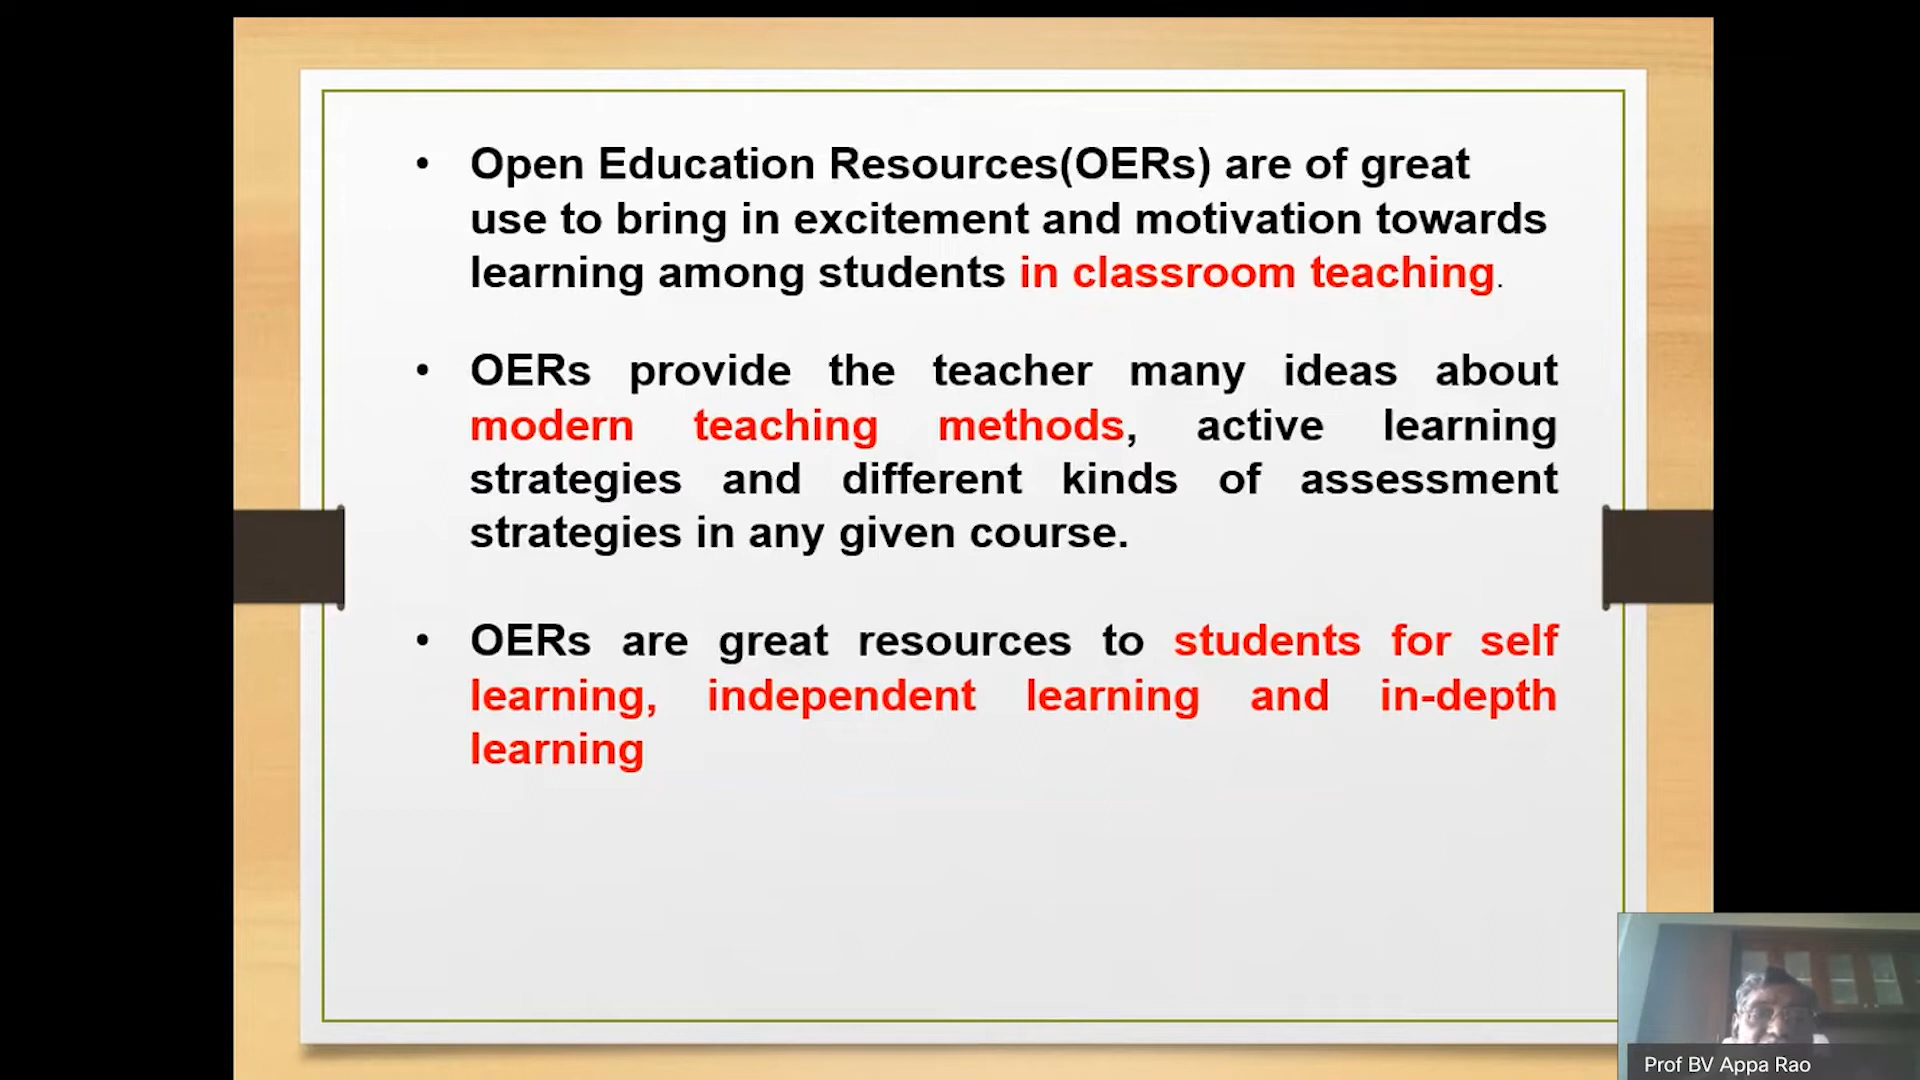 • Open Education Resources(OERs) are of great
use to bring in excitement and motivation towards
learning among students in classroom teaching.
• OERs provide the teacher many ideas about
modern teaching methods, active learning
strategies and different kinds of assessment
strategies in any given course.
• OERs are great resources to students for self
learning, independent learning and in-depth
learning
Prof BV Appa Rao